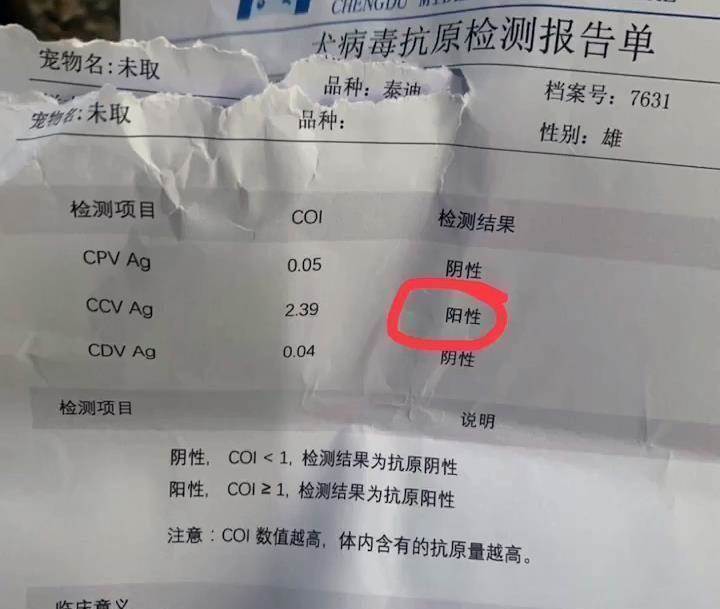 犬病毒抗原检测报告单
宠物名：未取 品种：泰迪 档案号：7631
宠物名：未取 品种： 性别：雄
检测项目 COI 检测结果
CPV Ag 0.05 阴性
CCV Ag 2.39 阳性
CDV Ag 0.04 阴性
检测项目 说明
阴性，COI < 1，检测结果为抗原阴性
阳性，COI ≥ 1，检测结果为抗原阳性
注意：COI 数值越高，体内含有的抗原量越高。
临床意义